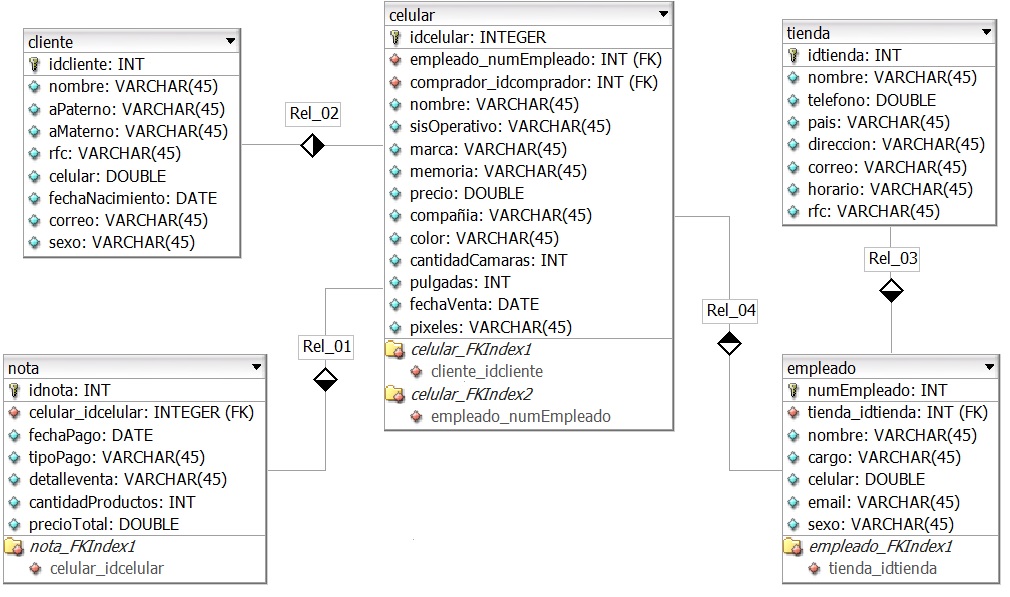 cliente
idcliente: INT
nombre: VARCHAR(45)
aPaterno: VARCHAR(45)
aMaterno: VARCHAR(45)
rfc: VARCHAR(45)
celular: DOUBLE
fechaNacimiento: DATE
correo: VARCHAR(45)
sexo: VARCHAR(45)
Rel_02
celular
idcelular: INTEGER
empleado_numEmpleado: INT (FK)
comprador_idcomprador: INT (FK)
nombre: VARCHAR(45)
sisOperativo: VARCHAR(45)
marca: VARCHAR(45)
memoria: VARCHAR(45)
precio: DOUBLE
compañia: VARCHAR(45)
color: VARCHAR(45)
cantidadCamaras: INT
pulgadas: INT
fechaVenta: DATE
pixeles: VARCHAR(45)
celular_FKIndex1
cliente_idcliente
celular_FKIndex2
empleado_numEmpleado
tienda
idtienda: INT
nombre: VARCHAR(45)
telefono: DOUBLE
pais: VARCHAR(45)
direccion: VARCHAR(45)
correo: VARCHAR(45)
horario: VARCHAR(45)
rfc: VARCHAR(45)
Rel_03
Rel_04
Rel_01
nota
idnota: INT
celular_idcelular: INTEGER (FK)
fechaPago: DATE
tipoPago: VARCHAR(45)
detalleventa: VARCHAR(45)
cantidadProductos: INT
precioTotal: DOUBLE
nota_FKIndex1
celular_idcelular
empleado
numEmpleado: INT
tienda_idtienda: INT (FK)
nombre: VARCHAR(45)
cargo: VARCHAR(45)
celular: DOUBLE
email: VARCHAR(45)
sexo: VARCHAR(45)
empleado_FKIndex1
tienda_idtienda